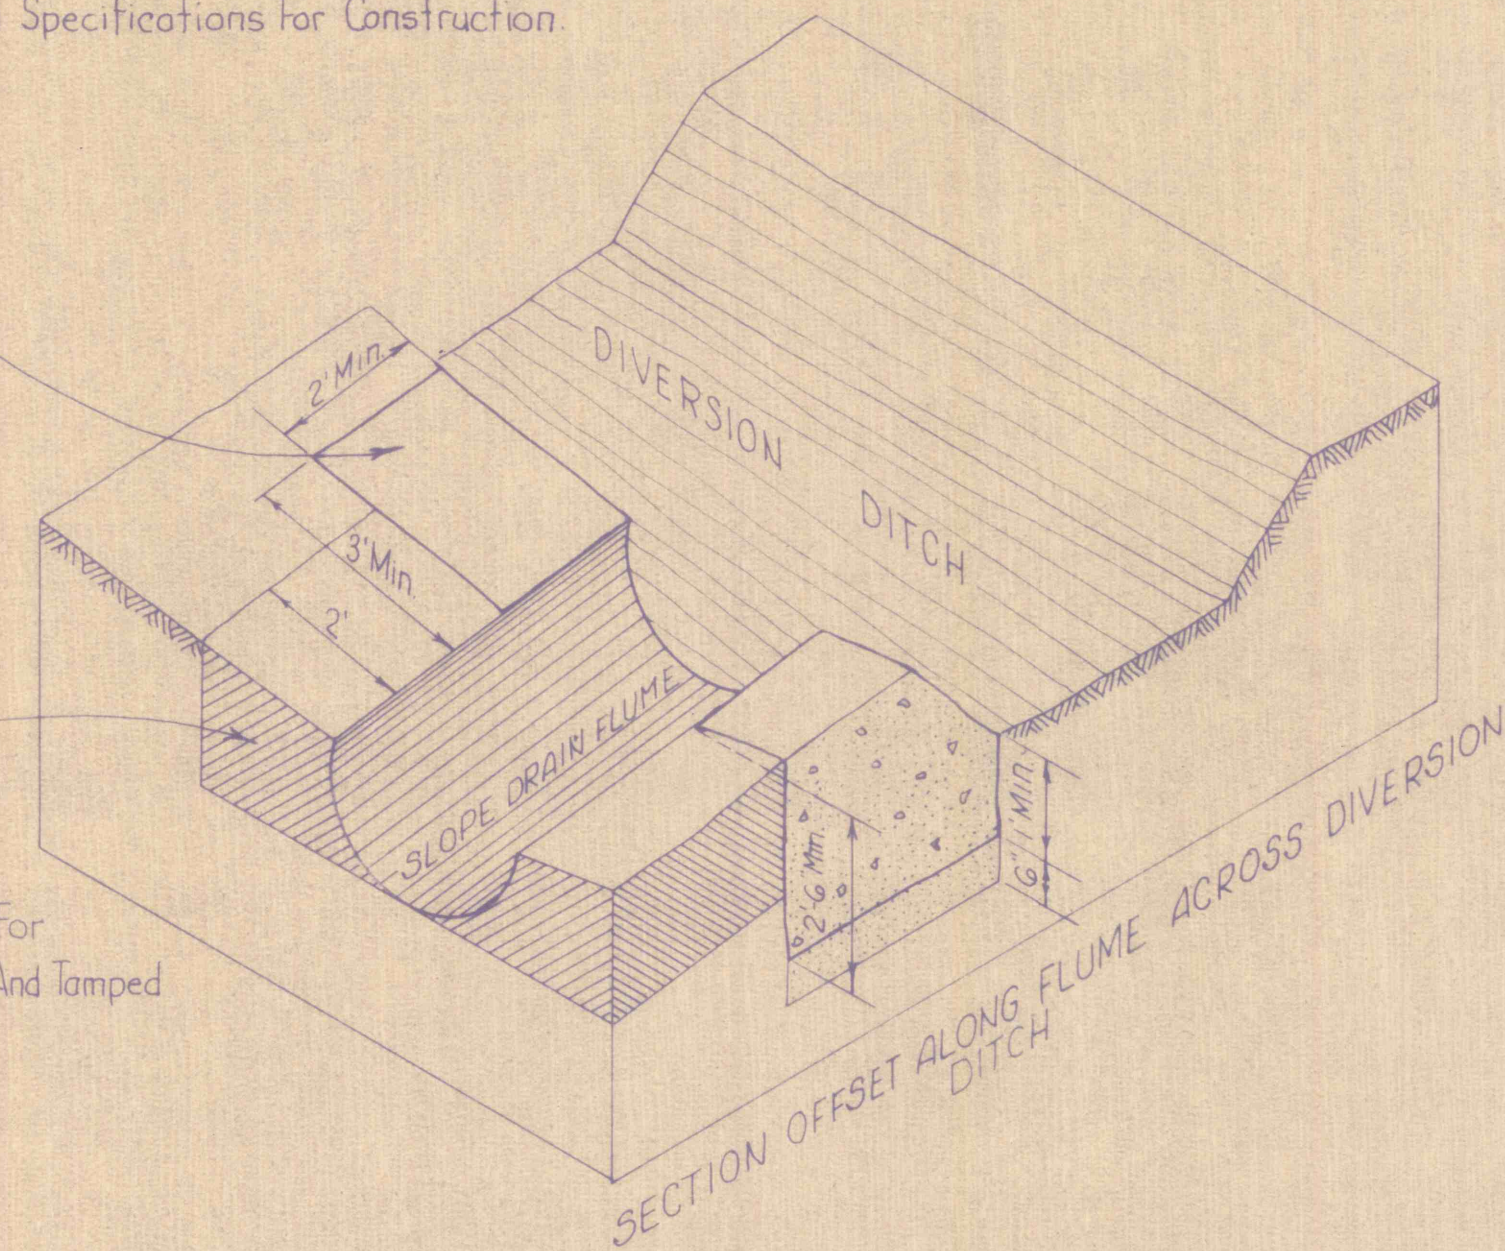 Specifications For Construction.
2' Min.
DIVERSION
DITCH
3' Min.
2'
SLOPE DRAIN FLUME
1' Min.
6"
2'-6" Min.
For
And Tamped
SECTION OFFSET ALONG FLUME ACROSS DIVERSION
DITCH